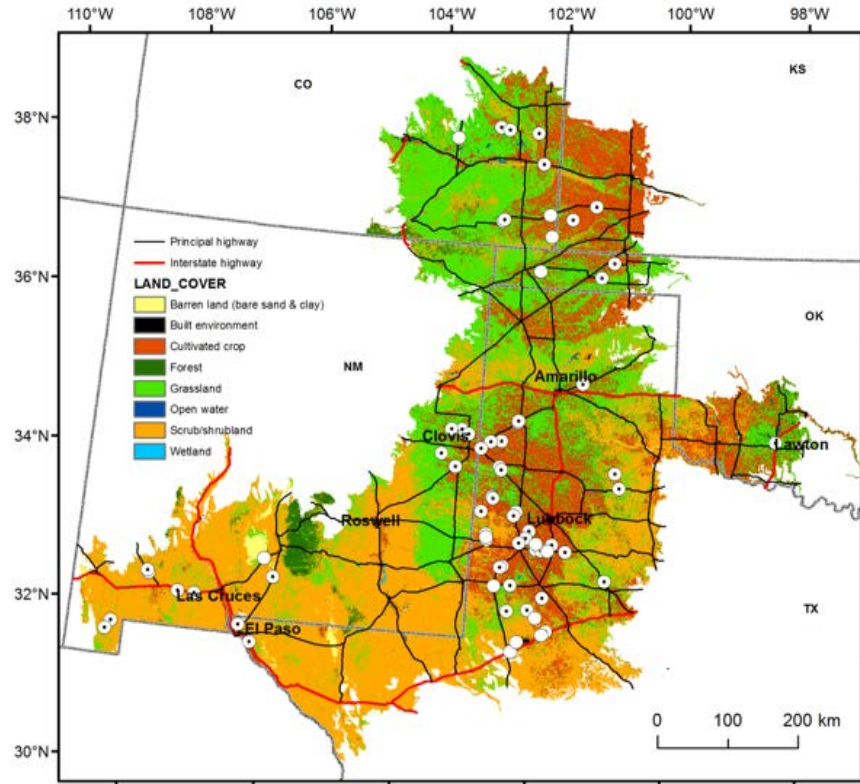 110°W 108°W 106°W 104°W 102°W 100°W 98°W
CO
KS
38°N
Principal highway
Interstate highway
LAND_COVER
36°N
Barren land (bare sand & clay)
Built environment
Cultivated crop
OK
Forest
NM
Grassland
Amarillo
Open water
Scrub/shrubland
34°N
Clovis
Lawton
Wetland
Roswell
Lubbock
32°N
Las Cruces
TX
El Paso
0 100 200 km
30°N